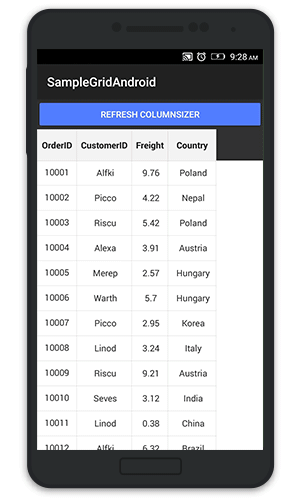 9:28 AM
SampleGridAndroid
REFRESH COLUMNSIZER
OrderID CustomerID Freight Country
10001 Alfki 9.76 Poland
10002 Picco 4.22 Nepal
10003 Riscu 5.42 Poland
10004 Alexa 3.91 Austria
10005 Merep 2.57 Hungary
10006 Warth 5.7 Hungary
10007 Picco 2.95 Korea
10008 Linod 3.24 Italy
10009 Riscu 9.21 Austria
10010 Seves 3.12 India
10011 Linod 0.38 China
10012 Alfki 6.32 Brazil